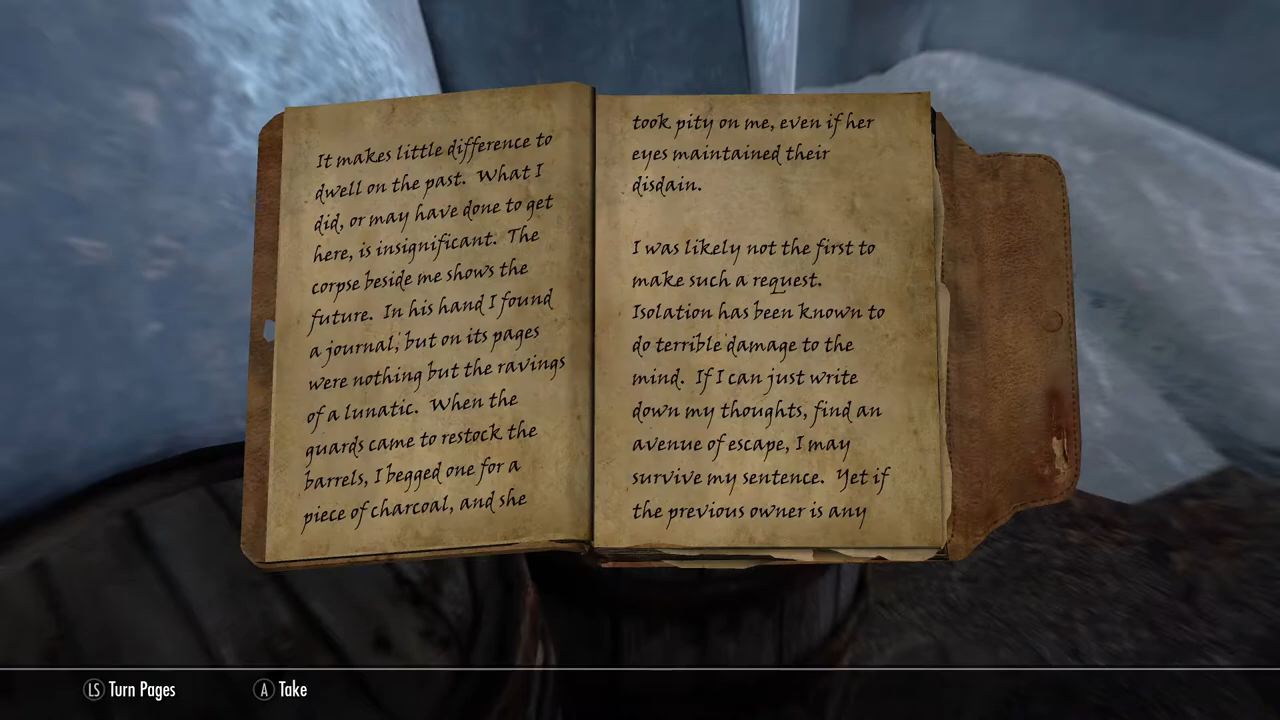 It makes little difference to
dwell on the past. What I
did, or may have done to get
here, is insignificant. The
corpse beside me shows the
future. In his hand I found
a journal, but on its pages
were nothing but the ravings
of a lunatic. When the
guards came to restock the
barrels, I begged one for a
piece of charcoal, and she
took pity on me, even if her
eyes maintained their
disdain.
I was likely not the first to
make such a request.
Isolation has been known to
do terrible damage to the
mind. If I can just write
down my thoughts, find an
avenue of escape, I may
survive my sentence. Yet if
the previous owner is any
LS Turn Pages
A Take